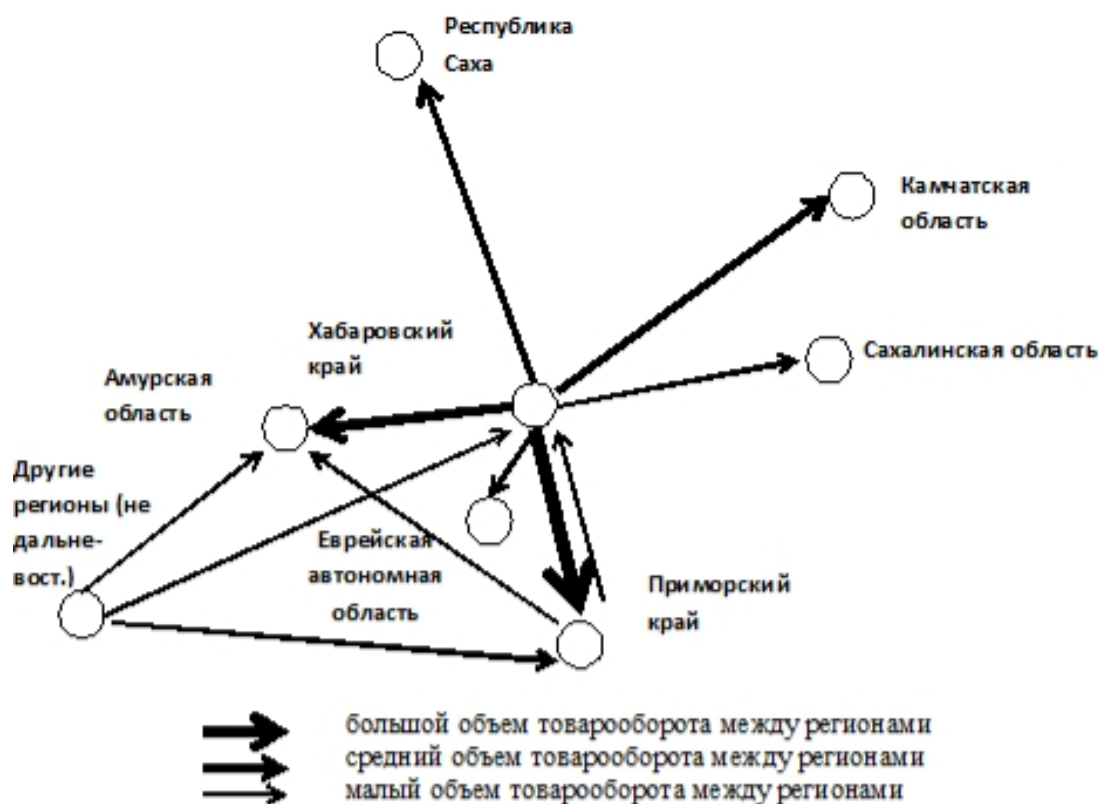 Республика
Саха
Камчатская
область
Хабаровский
край
Сахалинская область
Амурская
область
Другие
регионы (не
дальне-
вост.)
Еврейская
автономная
область
Приморский
край
большой объем товарооборота между регионами
средний объем товарооборота между регионами
малый объем товарооборота между регионами